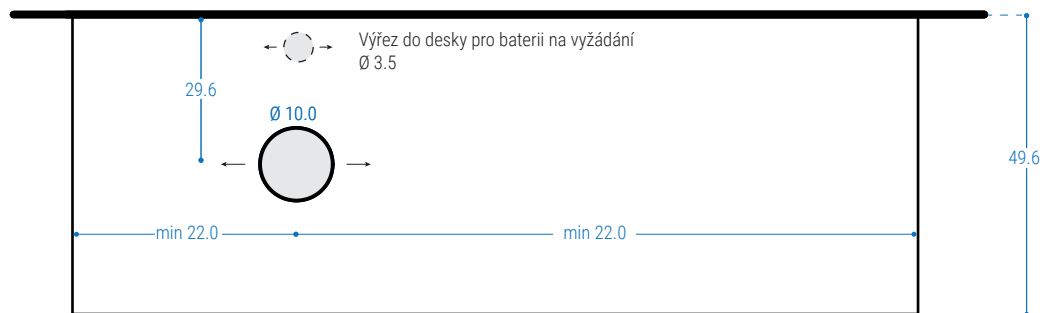 Výřez do desky pro baterii na vyžádání
Ø 3.5
29.6
Ø 10.0
49.6
min 22.0
min 22.0